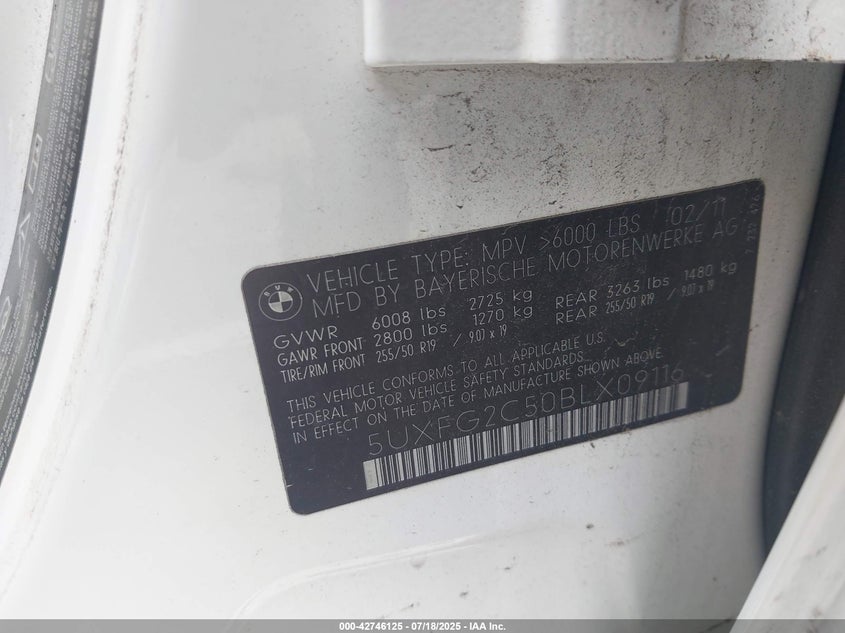 BMW
VEHICLE TYPE: MPV >6000 LBS 02/11
MFD BY BAYERISCHE MOTORENWERKE AG
GVWR 6008 lbs 2725 kg
GAWR FRONT 2800 lbs 1270 kg REAR 3263 lbs 1480 kg
TIRE/RIM FRONT 255/50 R19 / 9.0J x 19 REAR 255/50 R19 / 9.0J x 19
THIS VEHICLE CONFORMS TO ALL APPLICABLE U.S.
FEDERAL MOTOR VEHICLE SAFETY STANDARDS
IN EFFECT ON THE DATE OF MANUFACTURE SHOWN ABOVE.
5UXFG2C50BLX09116
000-42746125 - 07/18/2025 - IAA Inc.